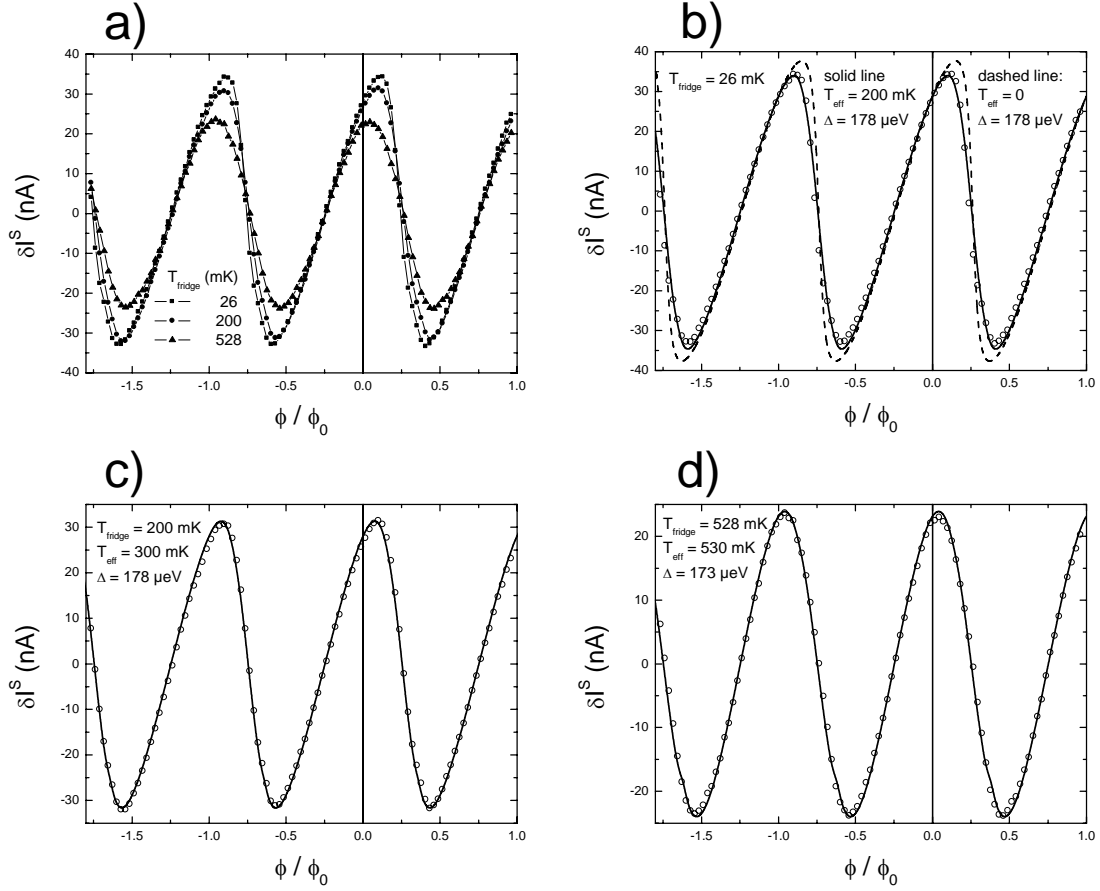 a)
40
30
20
10
0
-10
-20
-30
-40
δI^S (nA)
T_fridge (mK)
26
200
528
-1.5 -1.0 -0.5 0.0 0.5 1.0
ϕ / ϕ_0
b)
40
30
20
10
0
-10
-20
-30
-40
δI^S (nA)
T_fridge = 26 mK
solid line
T_eff = 200 mK
Δ = 178 µeV
dashed line:
T_eff = 0
Δ = 178 µeV
-1.5 -1.0 -0.5 0.0 0.5 1.0
ϕ / ϕ_0
c)
30
20
10
0
-10
-20
-30
δI^S (nA)
T_fridge = 200 mK
T_eff = 300 mK
Δ = 178 µeV
-1.5 -1.0 -0.5 0.0 0.5 1.0
ϕ / ϕ_0
d)
20
10
0
-10
-20
δI^S (nA)
T_fridge = 528 mK
T_eff = 530 mK
Δ = 173 µeV
-1.5 -1.0 -0.5 0.0 0.5 1.0
ϕ / ϕ_0